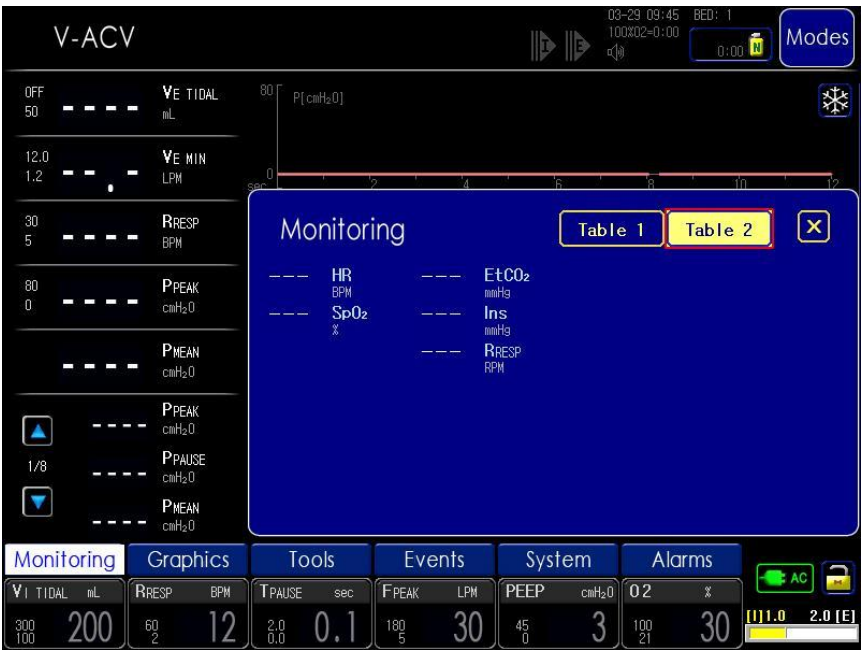 V-ACV
03-29 09:45 BED: 1
100%O2=0:00
I E
0:00 N
Modes
OFF
50 ---- VE TIDAL
mL
12.0
1.2 --.- VE MIN
LPM
30
5 ---- RRESP
BPM
80
0 ---- PPEAK
cmH2O
---- PMEAN
cmH2O
---- PPEAK
cmH2O
1/8
---- PPAUSE
cmH2O
---- PMEAN
cmH2O
80 P[cmH2O]
0
sec 2 4 6 8 10 12
Monitoring Table 1 Table 2 X
--- HR --- EtCO2
BPM mmHg
--- SpO2 --- Ins
% mmHg
--- RRESP
RPM
Monitoring Graphics Tools Events System Alarms
VI TIDAL mL RRESP BPM TPAUSE sec FPEAK LPM PEEP cmH2O O2 %
300 100 200 60 2 12 2.0 0.0 0.1 180 5 30 45 0 3 100 21 30
AC
[I]1.0 2.0 [E]